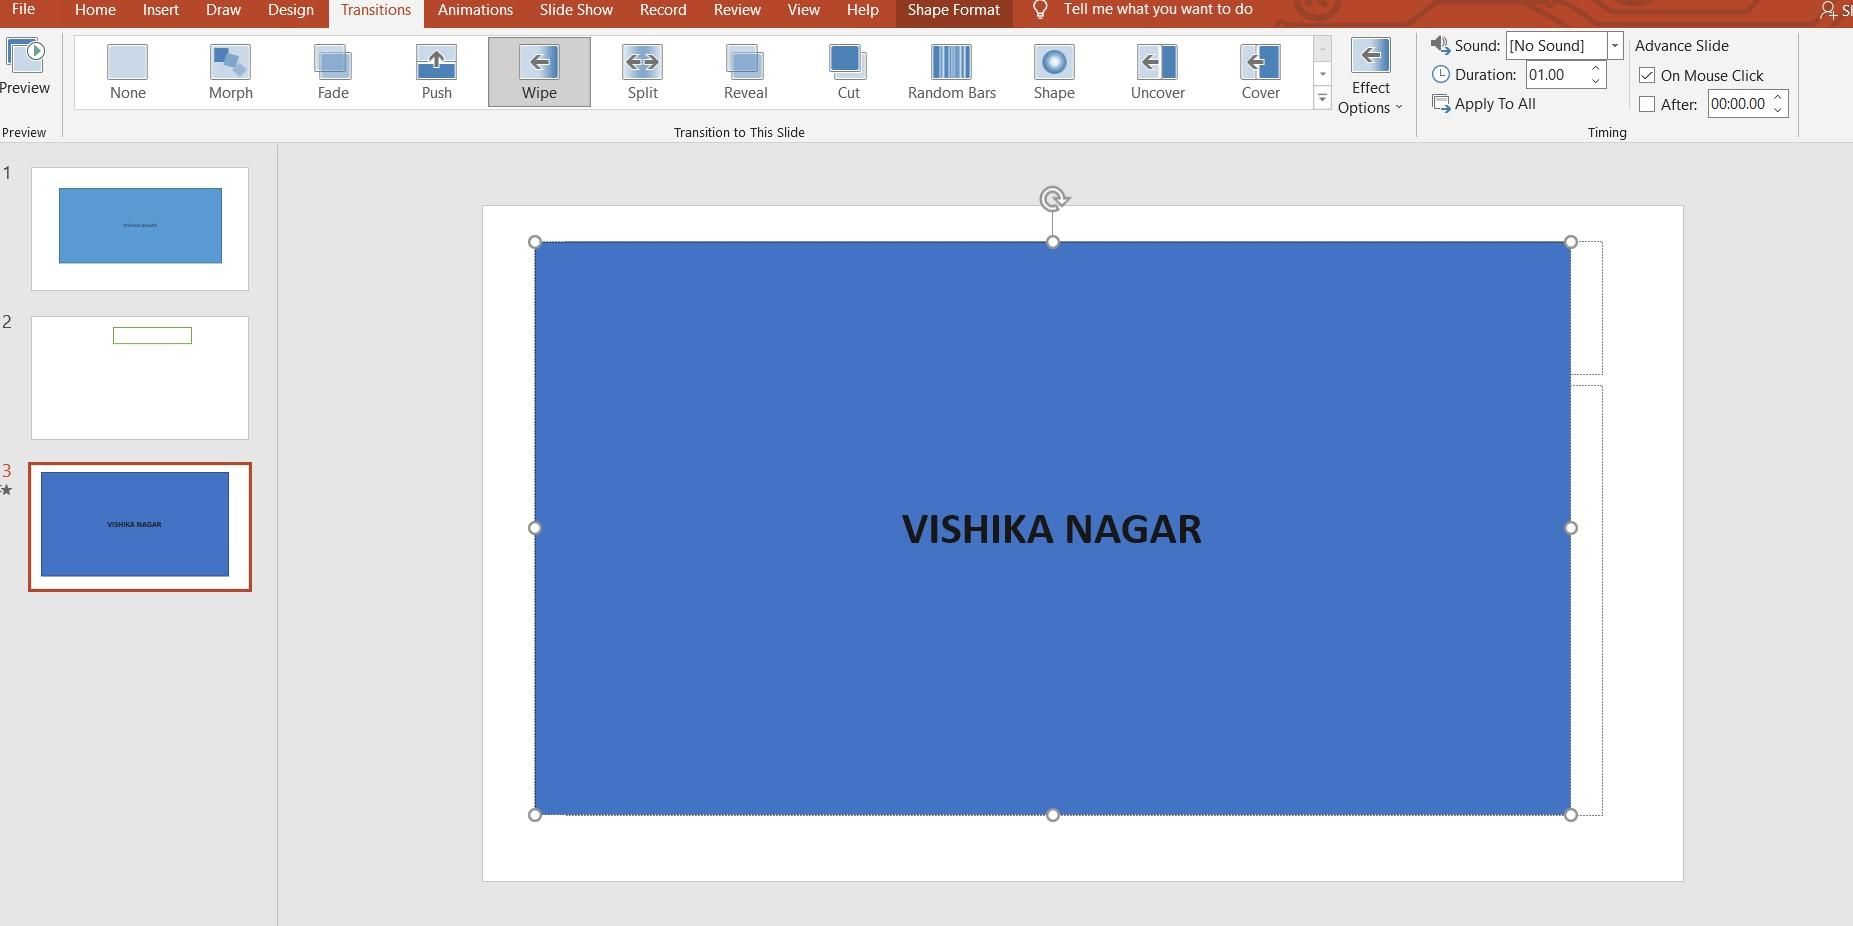 File Home Insert Draw Design Transitions Animations Slide Show Record Review View Help Shape Format Tell me what you want to do
Preview
None Morph Fade Push Wipe Split Reveal Cut Random Bars Shape Uncover Cover
Effect
Options
Sound: [No Sound]
Duration: 01.00
Apply To All
Advance Slide
On Mouse Click
After: 00:00.00
Preview
Transition to This Slide
Timing
1
VISHIKA NAGAR
2
3
VISHIKA NAGAR
VISHIKA NAGAR